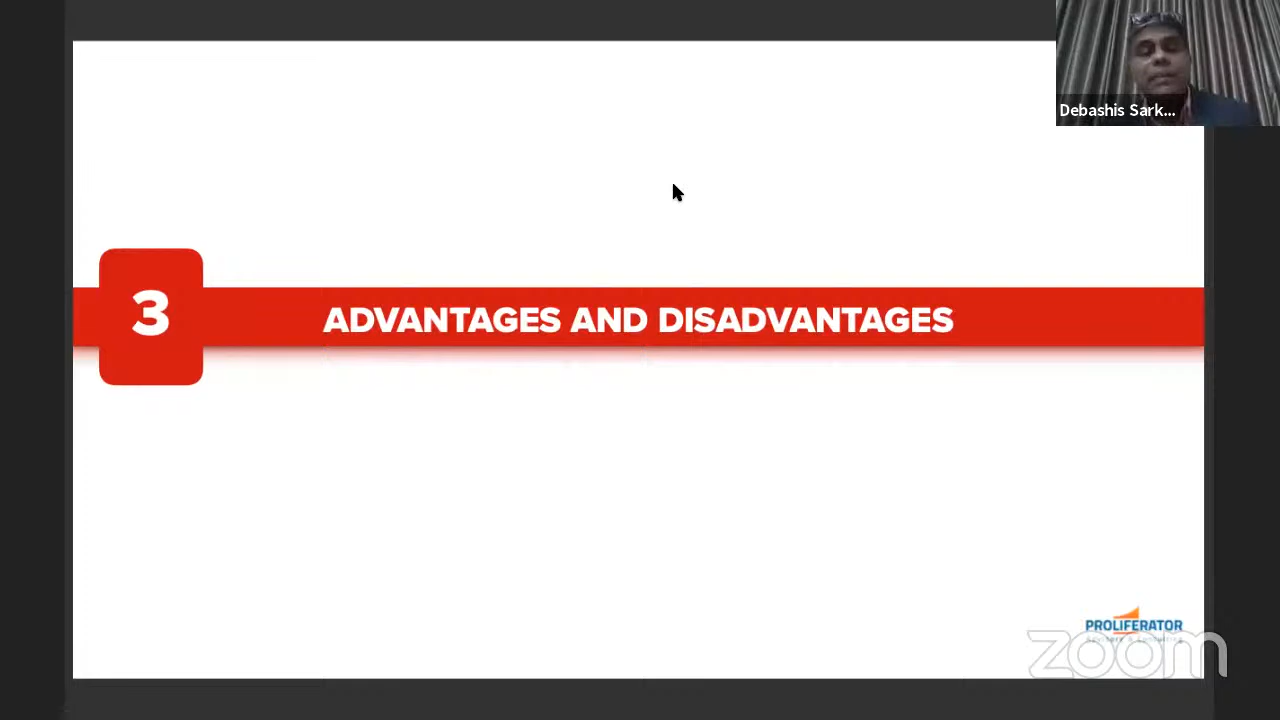 Debashis Sark...
3
ADVANTAGES AND DISADVANTAGES
PROLIFERATOR
zoom